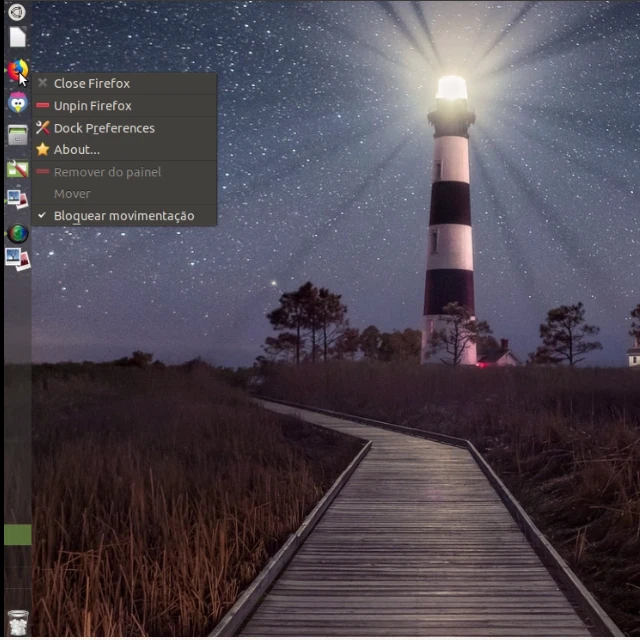 Close Firefox
Unpin Firefox
Dock Preferences
About...
Remover do painel
Mover
Bloquear movimentação